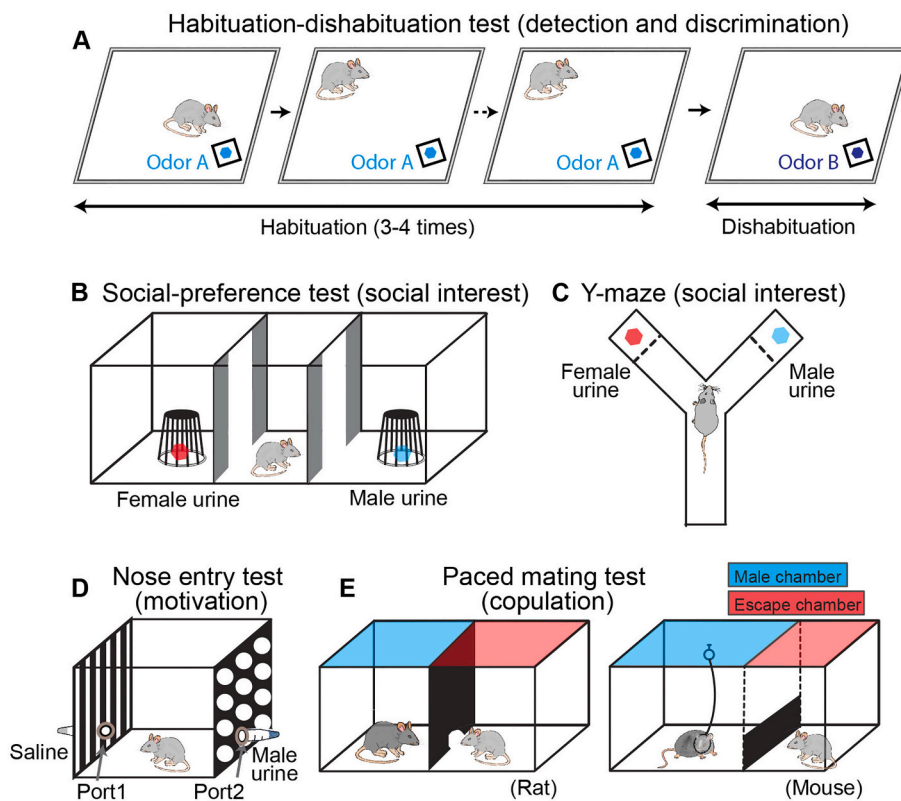 A
Habituation-dishabituation test (detection and discrimination)
Odor A
Odor A
Odor A
Odor B
Habituation (3-4 times)
Dishabituation
B
Social-preference test (social interest)
Female urine
Male urine
C
Y-maze (social interest)
Female
urine
Male
urine
D
Nose entry test
(motivation)
Saline
Port1
Port2
Male
urine
E
Paced mating test
(copulation)
Male chamber
Escape chamber
(Rat)
(Mouse)